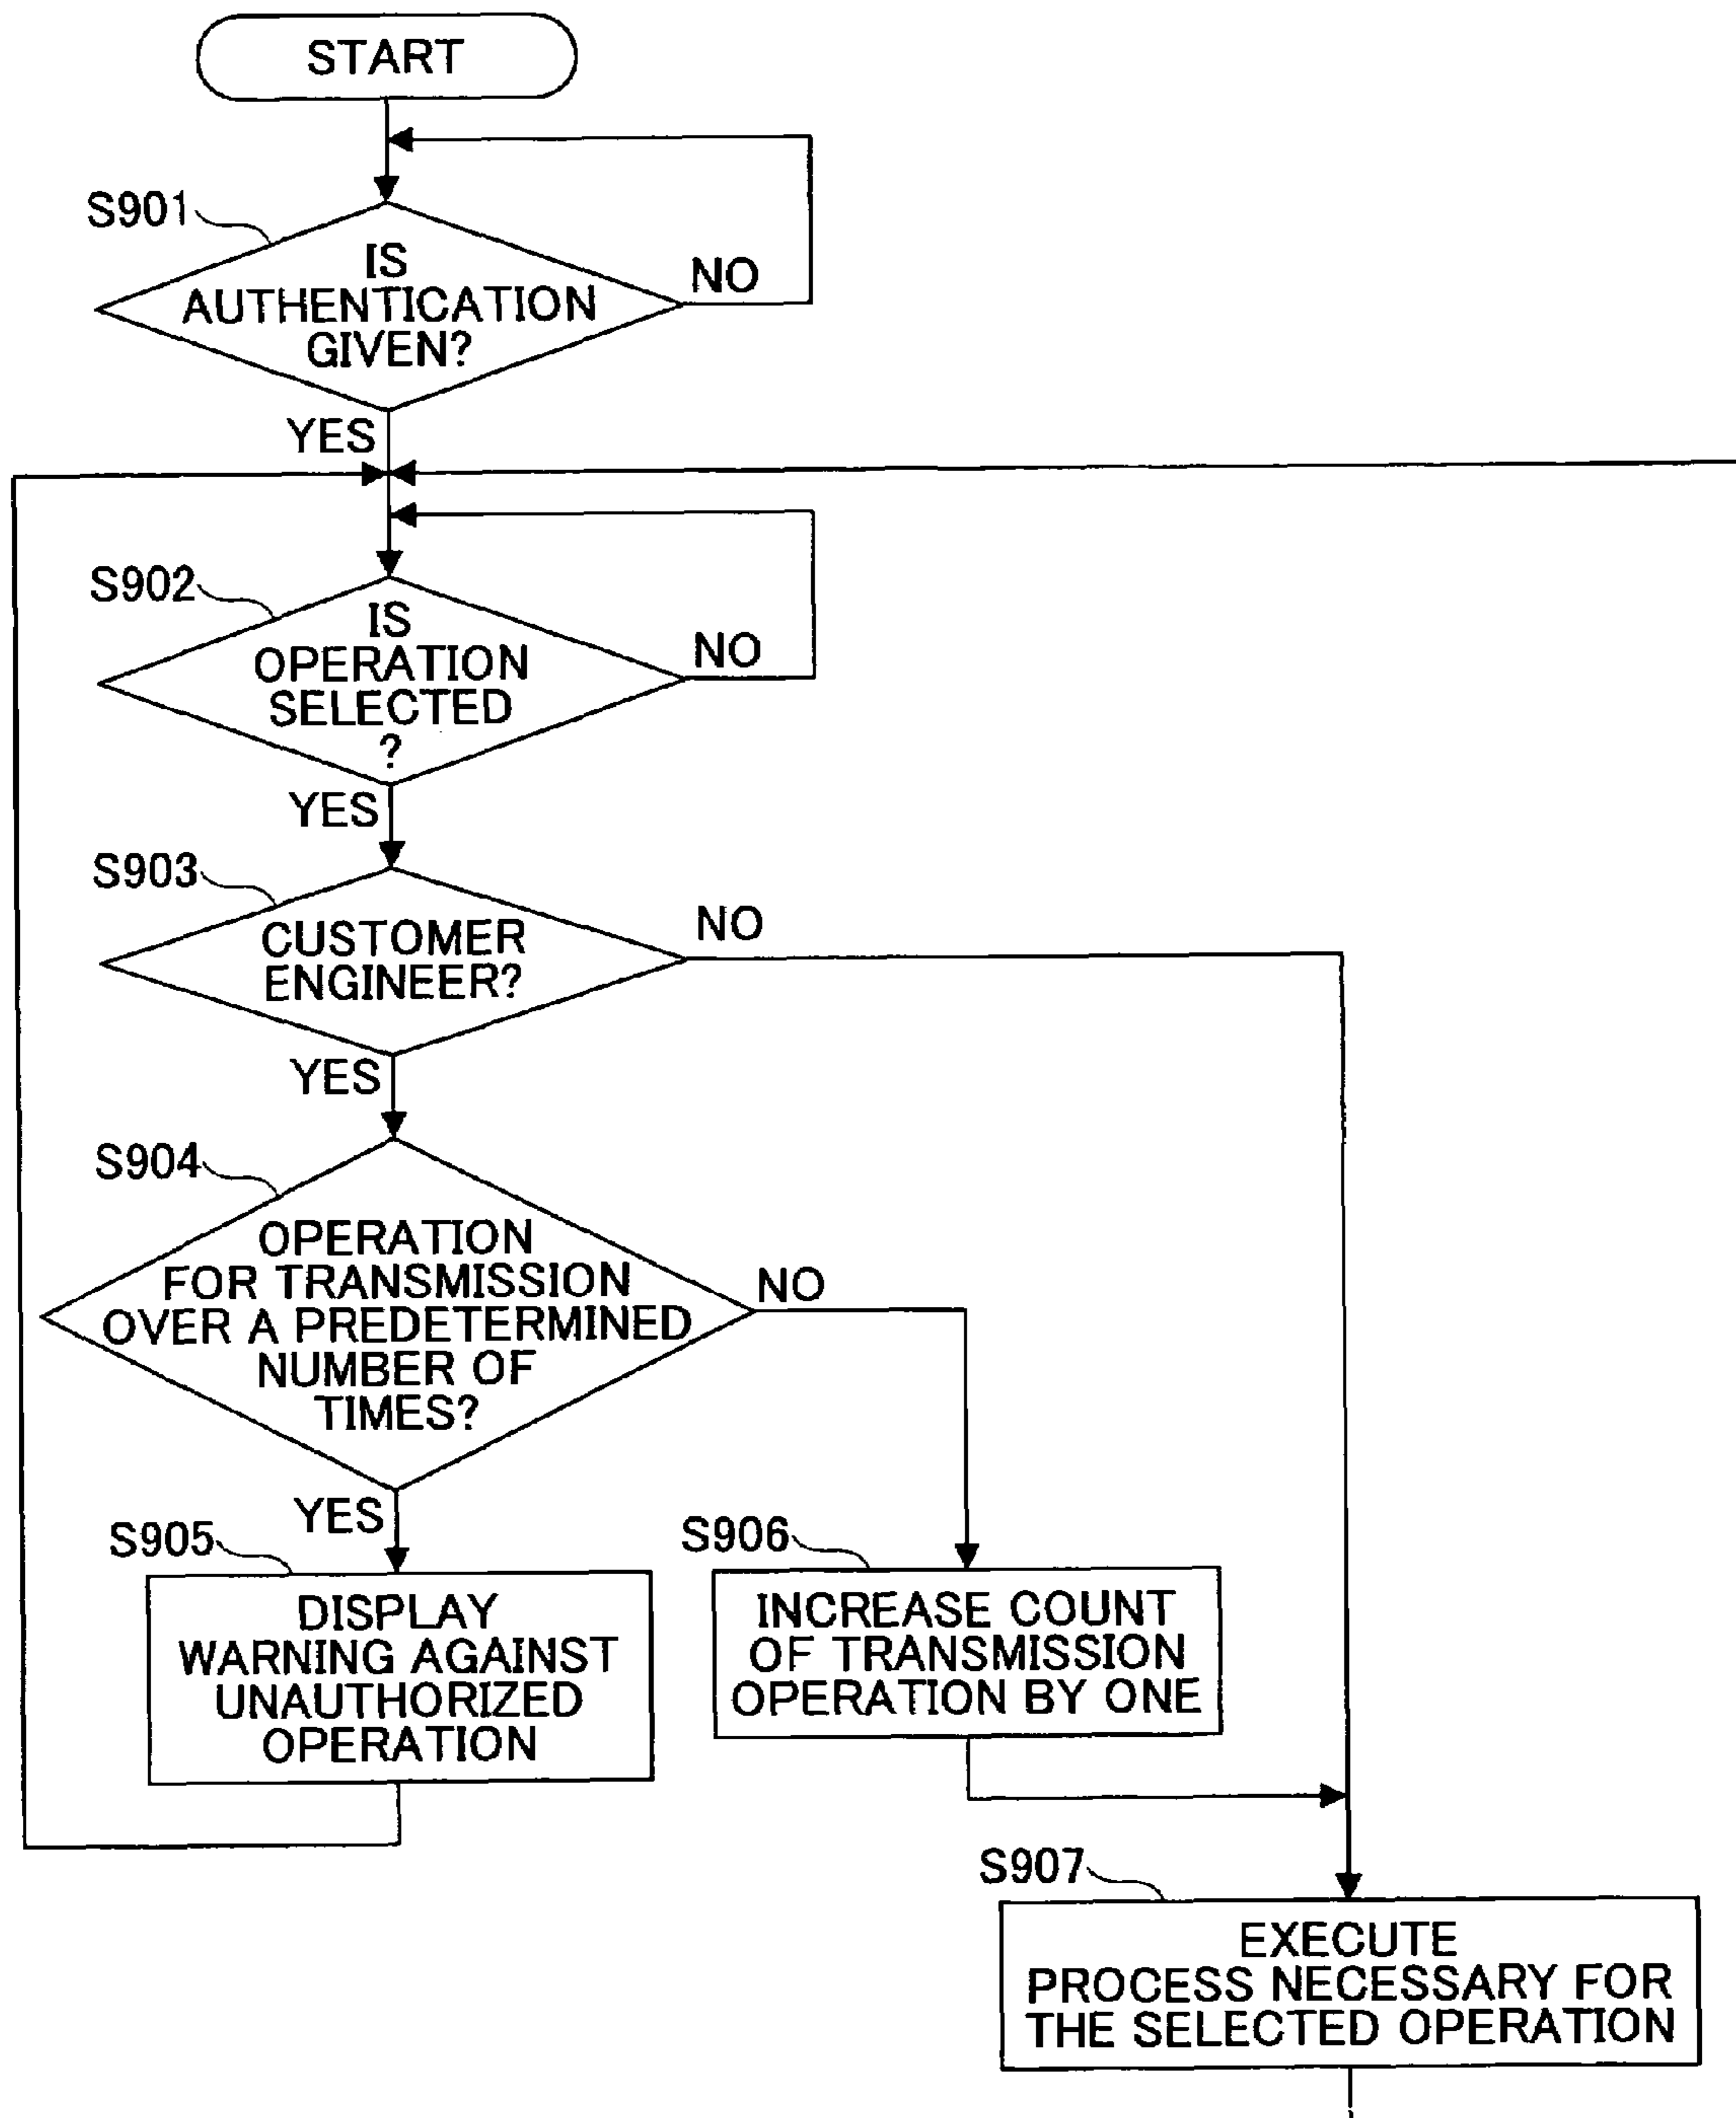 START
S901
IS
AUTHENTICATION
GIVEN?
NO
YES
S902
IS
OPERATION
SELECTED
?
NO
YES
S903
CUSTOMER
ENGINEER?
NO
YES
S904
OPERATION
FOR TRANSMISSION
OVER A PREDETERMINED
NUMBER OF
TIMES?
NO
YES
S905
DISPLAY
WARNING AGAINST
UNAUTHORIZED
OPERATION
S906
INCREASE COUNT
OF TRANSMISSION
OPERATION BY ONE
S907
EXECUTE
PROCESS NECESSARY FOR
THE SELECTED OPERATION